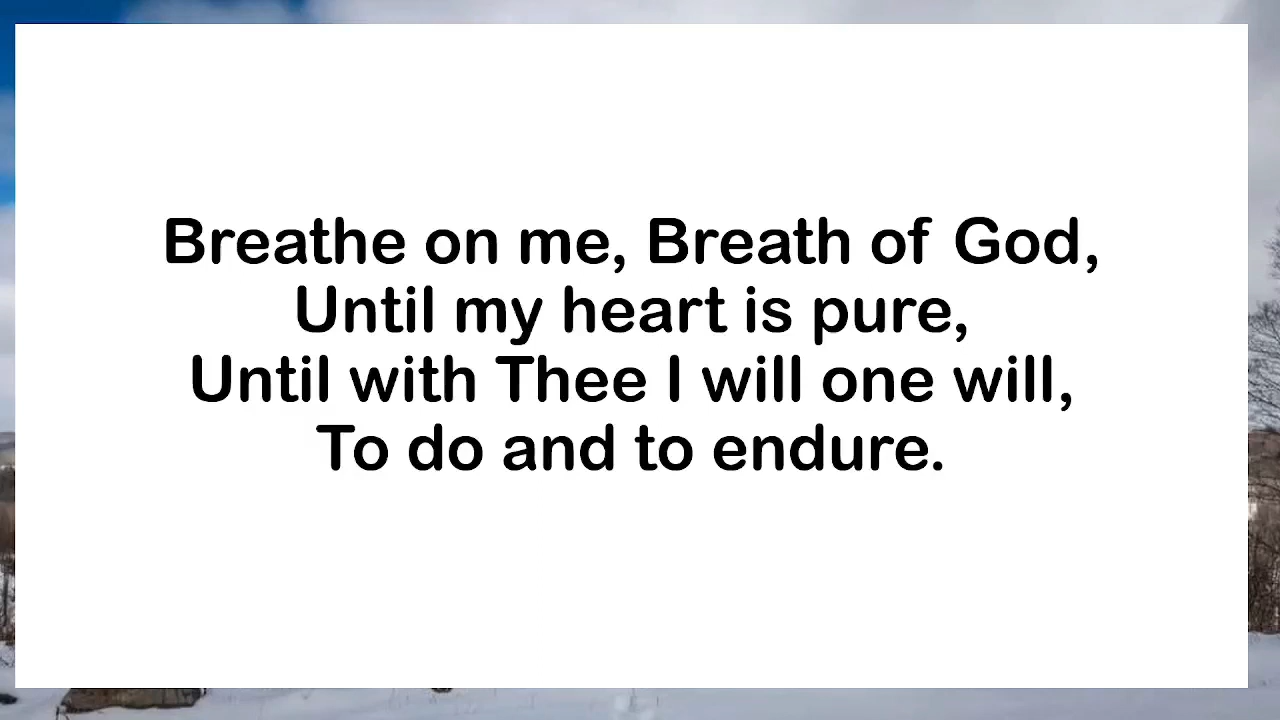 Breathe on me, Breath of God,
Until my heart is pure,
Until with Thee I will one will,
To do and to endure.